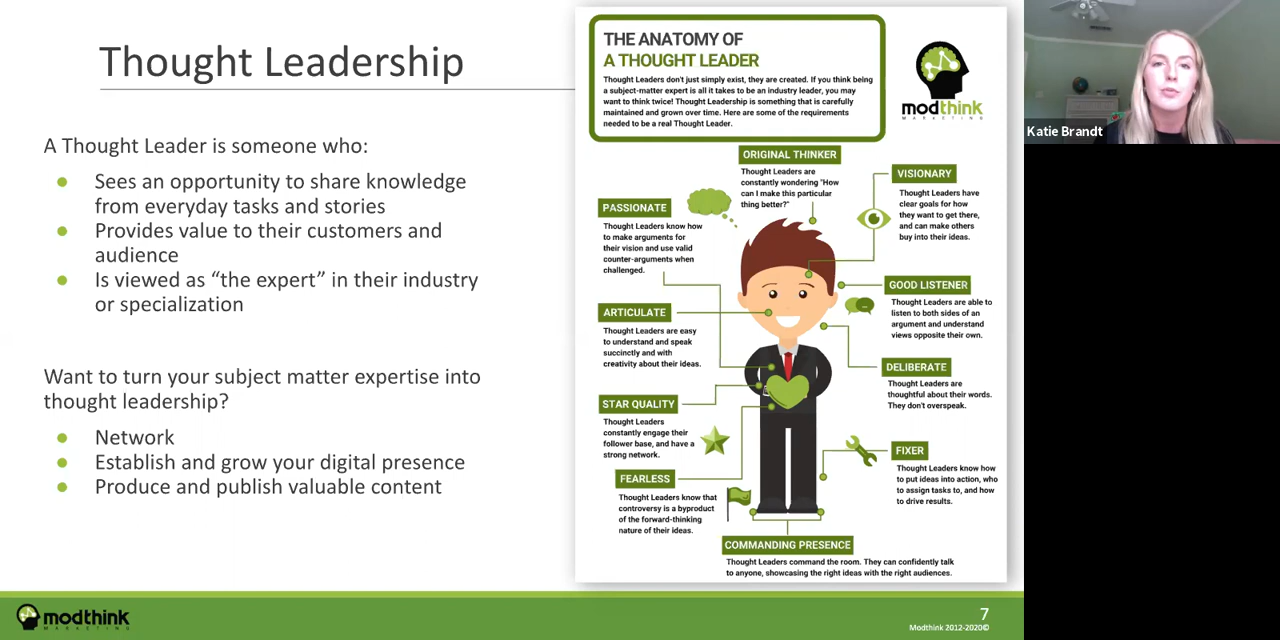 Thought Leadership
A Thought Leader is someone who:
● Sees an opportunity to share knowledge
from everyday tasks and stories
● Provides value to their customers and
audience
● Is viewed as “the expert” in their industry
or specialization
Want to turn your subject matter expertise into
thought leadership?
● Network
● Establish and grow your digital presence
● Produce and publish valuable content
THE ANATOMY OF
A THOUGHT LEADER
Thought Leaders don't just simply exist, they are created. If you think being
a subject-matter expert is all it takes to be an industry leader, you may
want to think twice! Thought Leadership is something that is carefully
maintained and grown over time. Here are some of the requirements
needed to be a real Thought Leader.
modthink
MARKETING
ORIGINAL THINKER
Thought Leaders are
constantly wondering "How
can I make this particular
thing better?"
VISIONARY
Thought Leaders have
clear goals for how
they want to get there,
and can make others
buy into their ideas.
PASSIONATE
Thought Leaders know how
to make arguments for
their vision and use valid
counter-arguments when
challenged.
GOOD LISTENER
Thought Leaders are able to
listen to both sides of an
argument and understand
views opposite their own.
ARTICULATE
Thought Leaders are easy
to understand and speak
succinctly and with
creativity about their ideas.
DELIBERATE
Thought Leaders are
thoughtful about their words.
They don't overspeak.
STAR QUALITY
Thought Leaders
constantly engage their
follower base, and have a
strong network.
FIXER
Thought Leaders know how
to put ideas into action, who
to assign tasks to, and how
to drive results.
FEARLESS
Thought Leaders know that
controversy is a byproduct
of the forward-thinking
nature of their ideas.
COMMANDING PRESENCE
Thought Leaders command the room. They can confidently talk
to anyone, showcasing the right ideas with the right audiences.
Katie Brandt
modthink
MARKETING
7
Modthink 2012-2020©